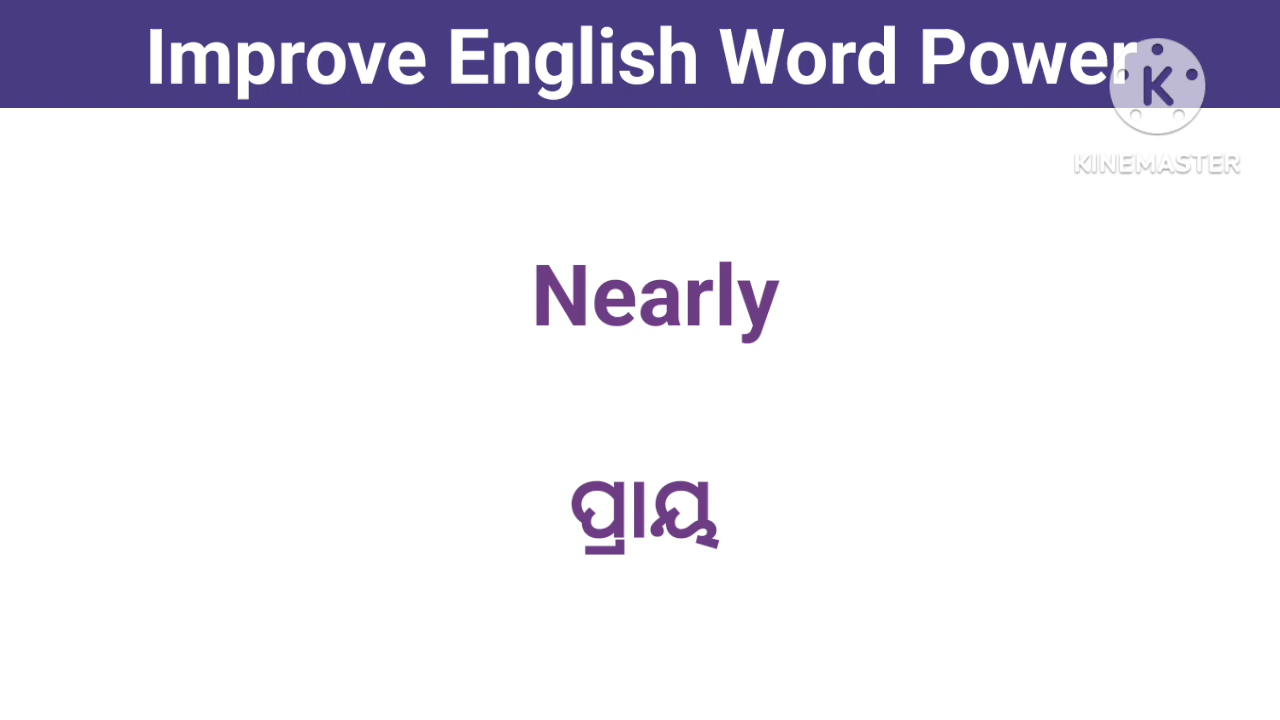 Improve English Word Power
K
KINEMASTER
Nearly
ପ୍ରାୟ